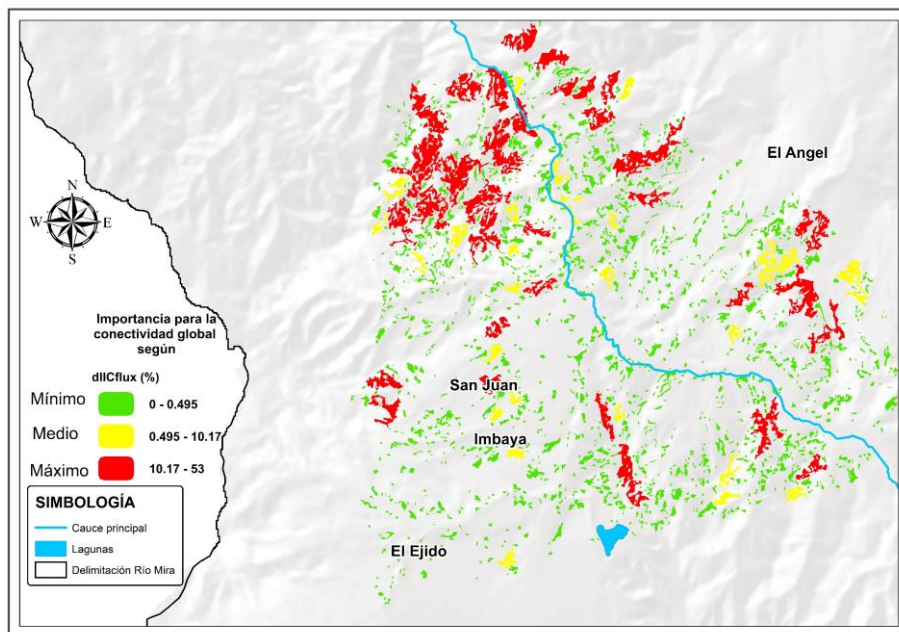 El Angel
N
W
E
S
Importancia para la
conectividad global
según
dIICflux (%)
Mínimo
0 - 0.495
Medio
0.495 - 10.17
Máximo
10.17 - 53
San Juan
Imbaya
El Ejido
SIMBOLOGÍA
Cauce principal
Lagunas
Delimitación Río Mira